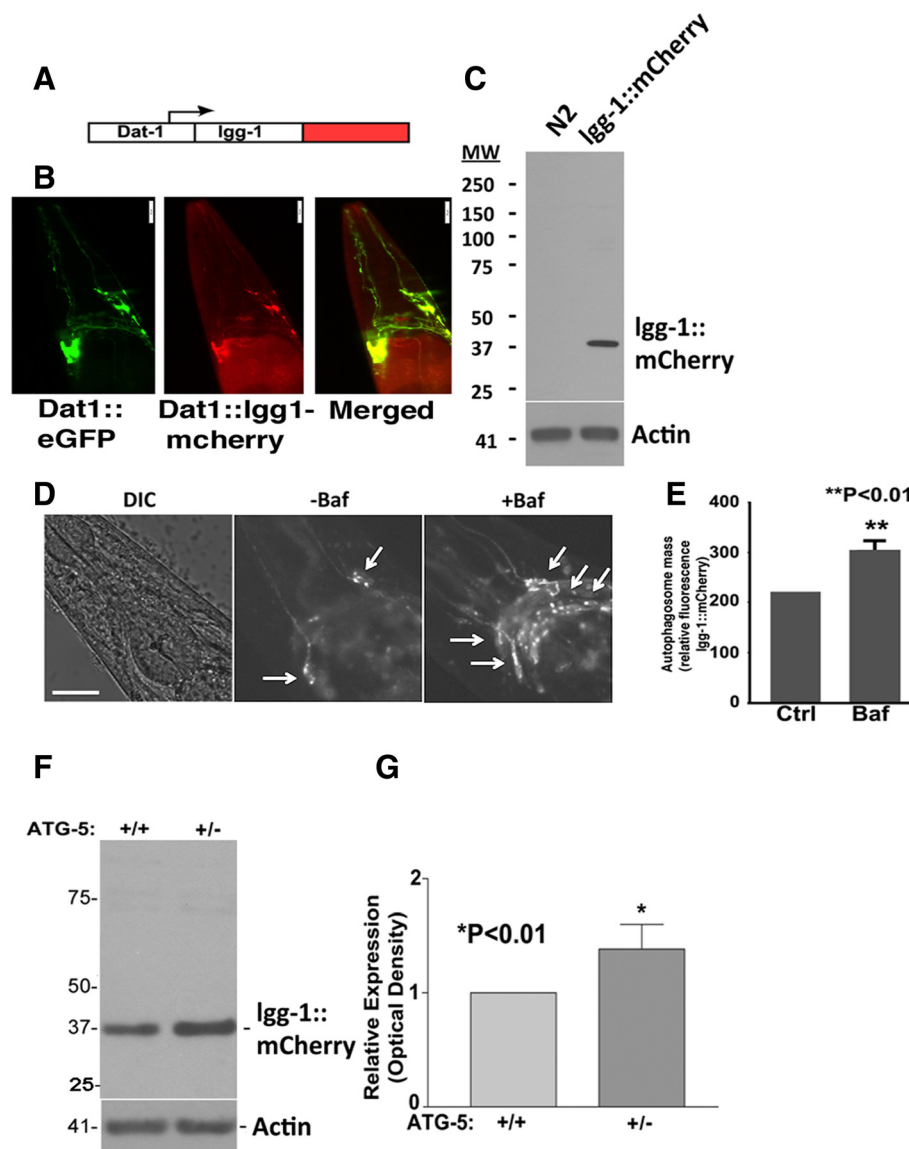 A
Dat-1 lgg-1
B
Dat1::
eGFP
Dat1::lgg1-
mcherry
Merged
C
N2
lgg-1::mCherry
MW
250 -
150 -
100 -
75 -
50 -
37 -
25 -
41 -
lgg-1::
mCherry
Actin
D
DIC
-Baf
+Baf
E
**P<0.01
**
Autophagosome mass
(relative fluorescence
lgg-1::mCherry)
400
300
200
100
0
Ctrl Baf
F
ATG-5: +/+ +/-
75-
50-
37-
25-
41-
- lgg-1::
mCherry
- Actin
G
Relative Expression
(Optical Density)
2
1
0
*P<0.01
*
ATG-5: +/+ +/-